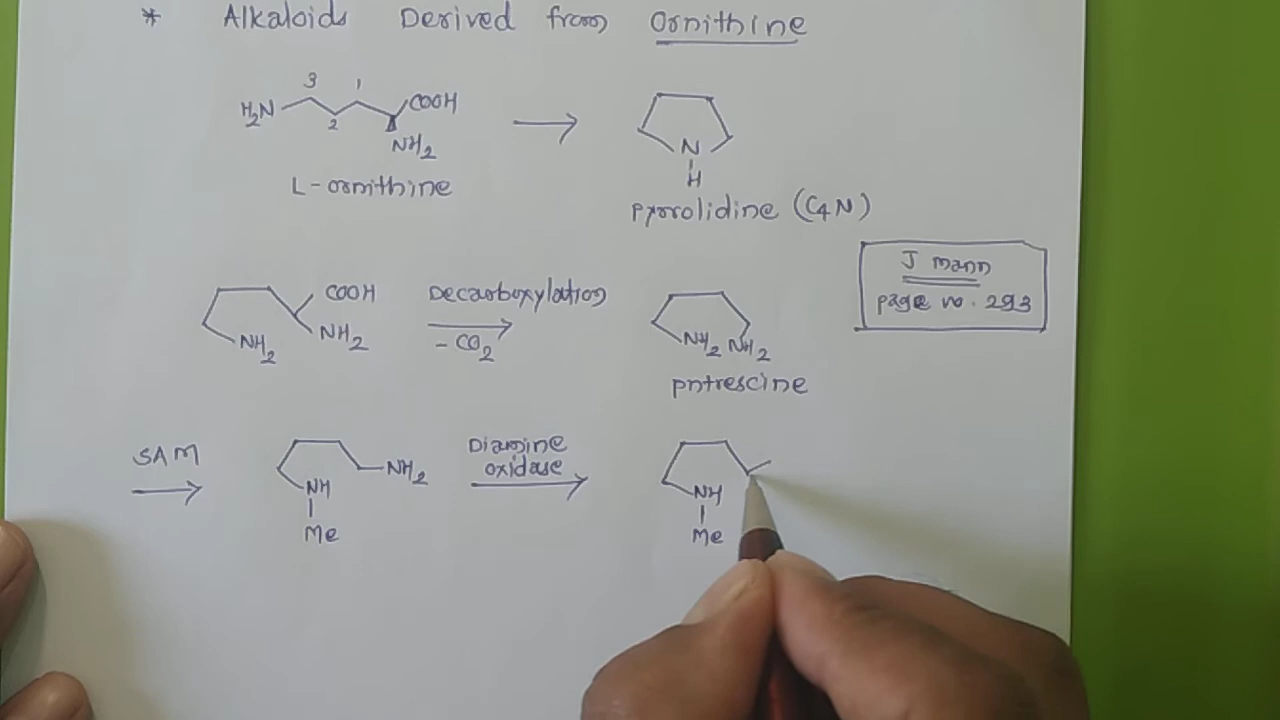 * Alkaloids Derived from Ornithine
3 1
H2N COOH
2
NH2
L-ornithine
N
H
Pyrrolidine (C4N)
J mann
page no. 293
COOH
NH2 NH2
Decarboxylation
- CO2
NH2 NH2
putrescine
SAM
NH2
NH
Me
Diamine
oxidase
NH
Me